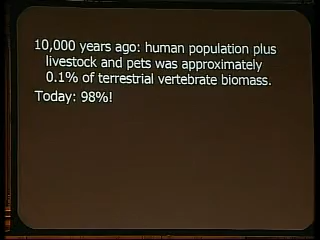 10,000 years ago: human population plus
livestock and pets was approximately
0.1% of terrestrial vertebrate biomass.
Today: 98%!